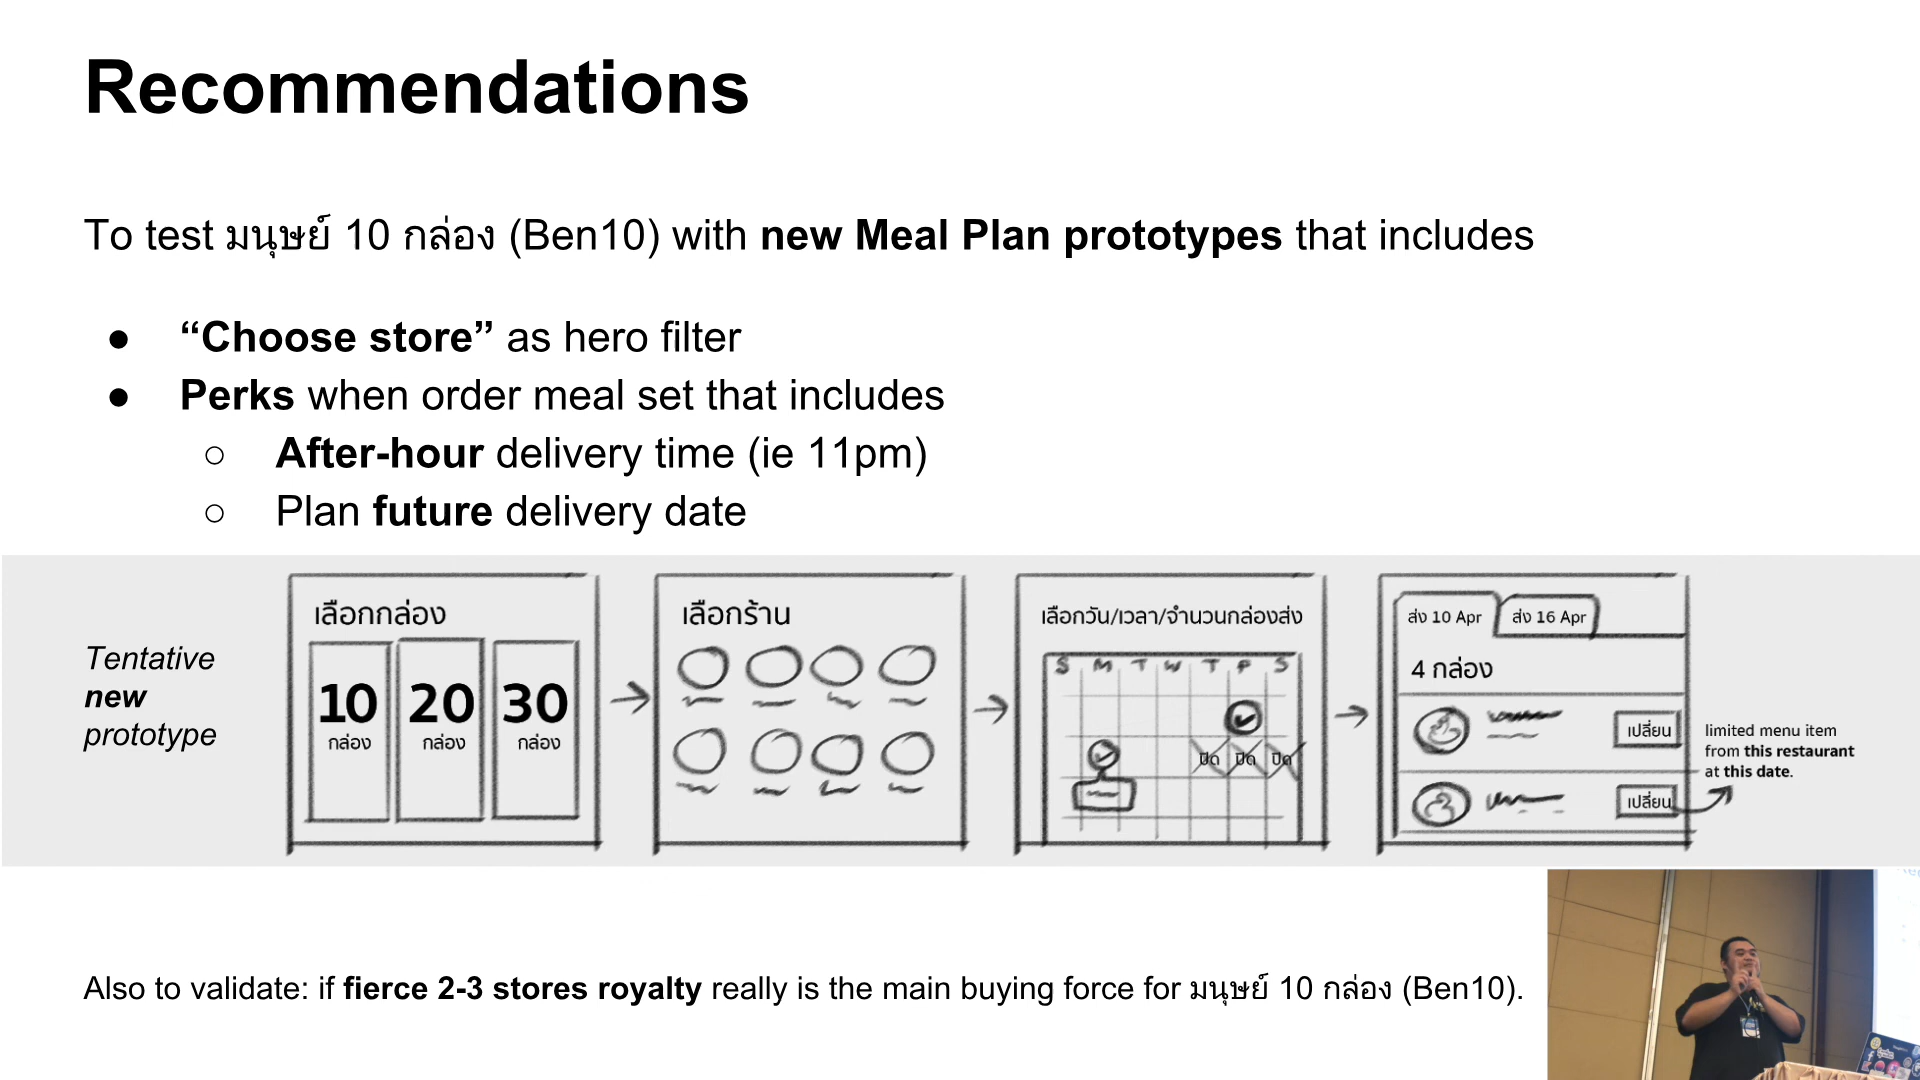 Recommendations
To test มนุษย์ 10 กล่อง (Ben10) with new Meal Plan prototypes that includes
● “Choose store” as hero filter
● Perks when order meal set that includes
○ After-hour delivery time (ie 11pm)
○ Plan future delivery date
Tentative
new
prototype
เลือกกล่อง
10 20 30
กล่อง กล่อง กล่อง
เลือกร้าน
เลือกวัน/เวลา/จำนวนกล่องส่ง
S M T W T F S
ปิด ปิด ปิด
ส่ง 10 Apr ส่ง 16 Apr
4 กล่อง
เปลี่ยน
เปลี่ยน
limited menu item
from this restaurant
at this date.
Also to validate: if fierce 2-3 stores royalty really is the main buying force for มนุษย์ 10 กล่อง (Ben10).